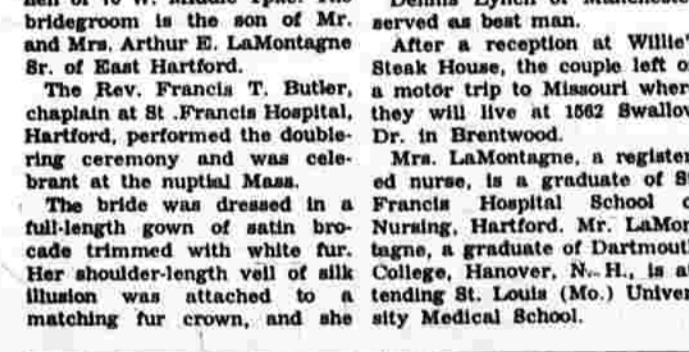 bridegroom is the son of Mr.
and Mrs. Arthur E. LaMontagne
Sr. of East Hartford.
The Rev. Francis T. Butler,
chaplain at St .Francis Hospital,
Hartford, performed the double-
ring ceremony and was cele-
brant at the nuptial Mass.
The bride was dressed in a
full-length gown of satin bro-
cade trimmed with white fur.
Her shoulder-length veil of silk
illusion was attached to a
matching fur crown, and she
served as best man.
After a reception at Willie'
Steak House, the couple left o
a motor trip to Missouri wher
they will live at 1562 Swallo
Dr. in Brentwood.
Mrs. LaMontagne, a register
ed nurse, is a graduate of S
Francis Hospital School o
Nursing, Hartford. Mr. LaMon
tagne, a graduate of Dartmout
College, Hanover, N. H., is a
tending St. Louis (Mo.) Univer
sity Medical School.